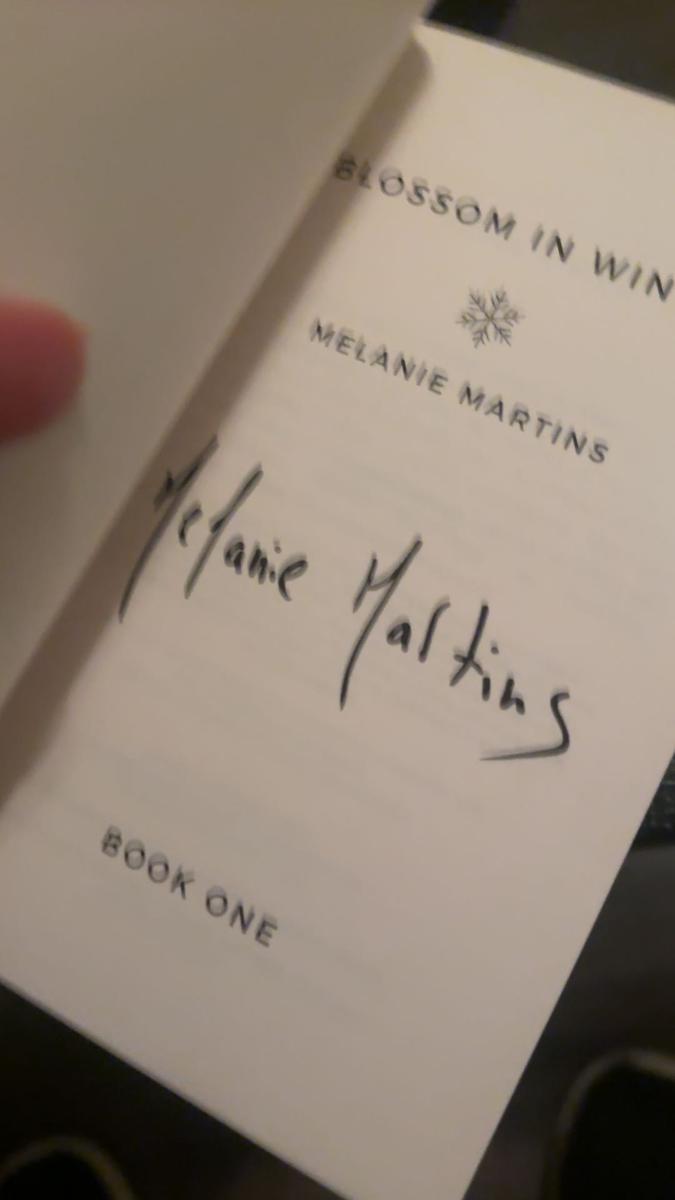 BLOSSOM IN WIN
MELANIE MARTINS
Melanie Martins
BOOK ONE